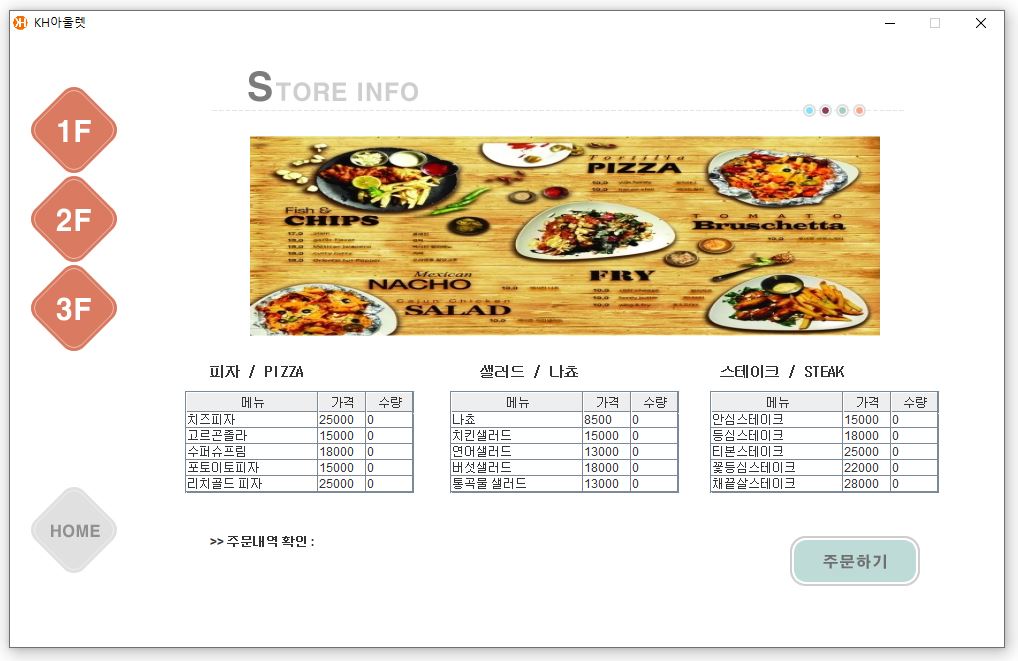 KH아울렛
STORE INFO
1F
2F
3F
HOME
Tortilla
PIZZA
Fish &
CHIPS
TOMATO
Bruschetta
Mexican
NACHO
FRY
Cajun Chicken
SALAD
피자 / PIZZA
메뉴 가격 수량
치즈피자 25000 0
고르곤졸라 15000 0
수퍼슈프림 18000 0
포토이토피자 15000 0
리치골드 피자 25000 0
샐러드 / 나쵸
메뉴 가격 수량
나쵸 8500 0
치킨샐러드 15000 0
연어샐러드 13000 0
버섯샐러드 18000 0
통곡물 샐러드 13000 0
스테이크 / STEAK
메뉴 가격 수량
안심스테이크 15000 0
등심스테이크 18000 0
티본스테이크 25000 0
꽃등심스테이크 22000 0
채끝살스테이크 28000 0
>> 주문내역 확인 :
주문하기